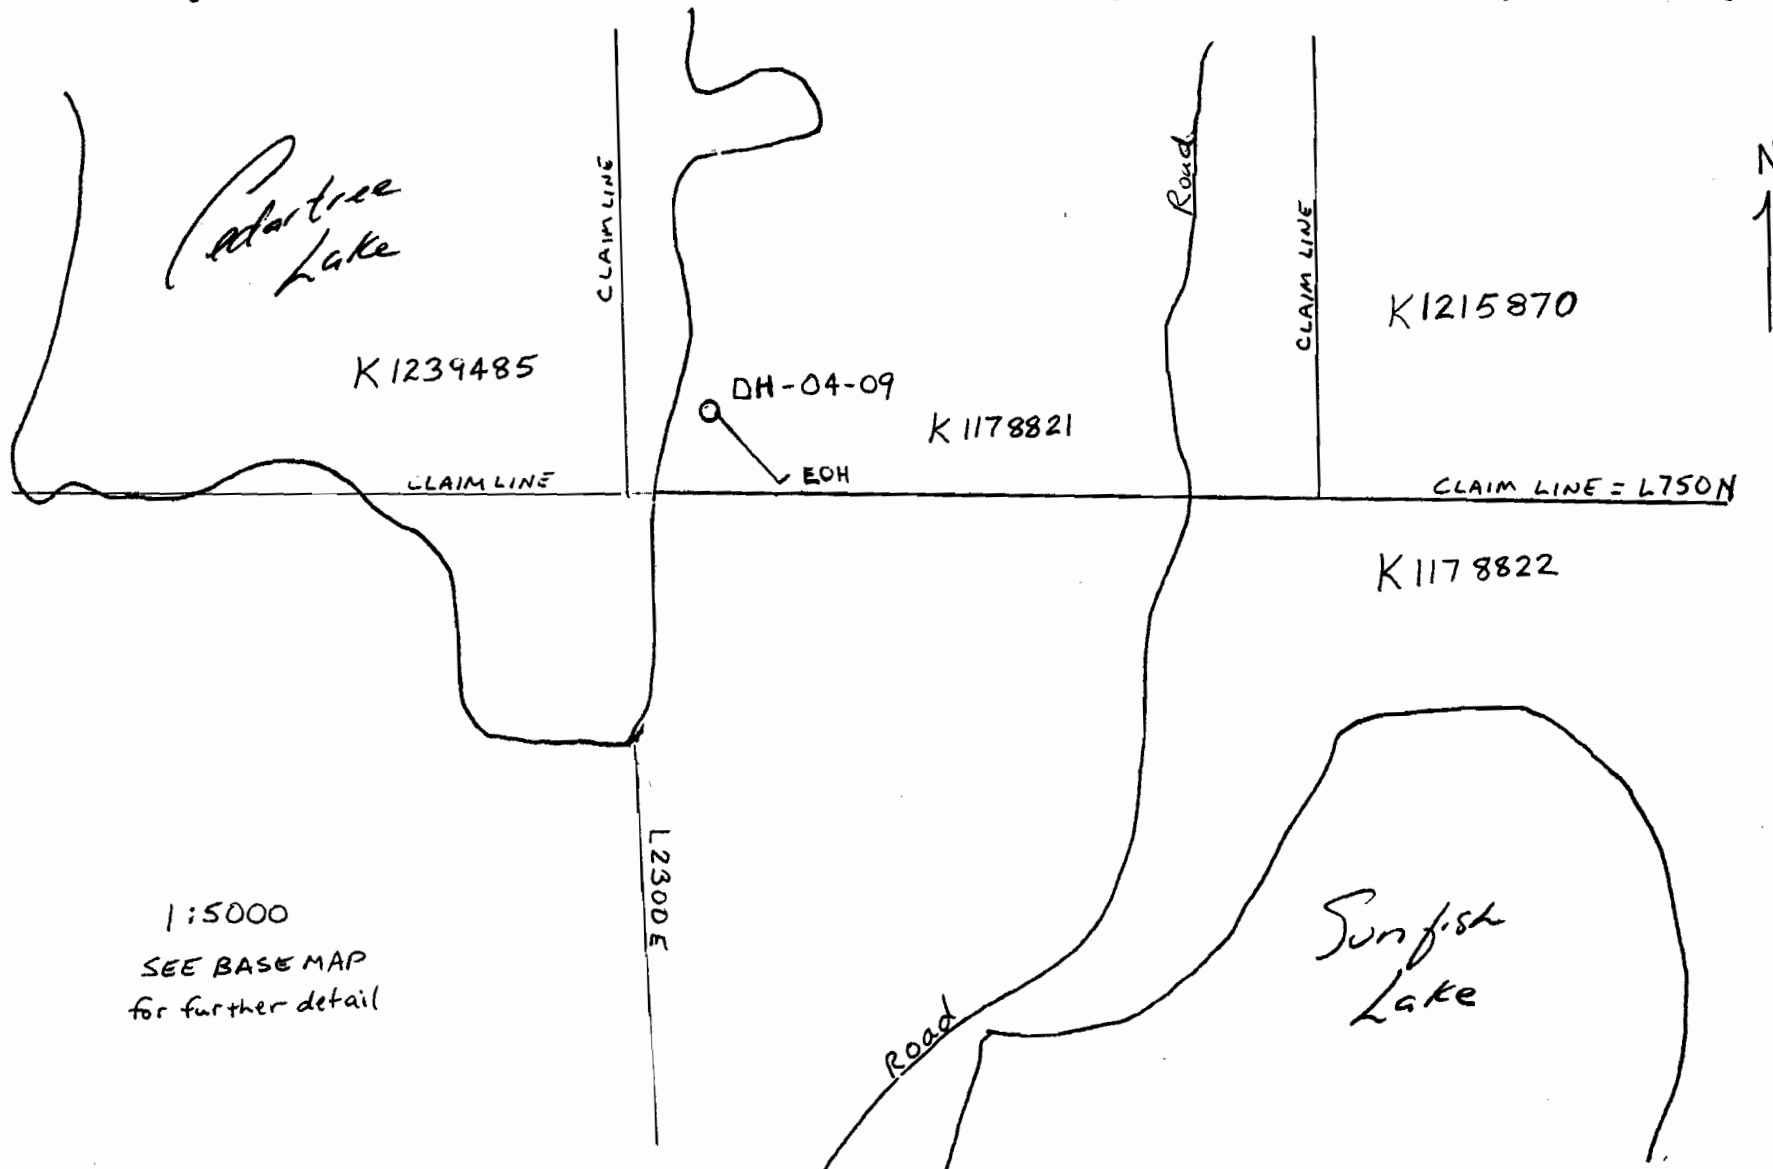 Cedartree
Lake
CLAIM LINE
Road
N
CLAIM LINE
K1215870
K1239485
DH-04-09
K1178821
EOH
CLAIM LINE
CLAIM LINE = L750N
K1178822
L2300E
1:5000
SEE BASE MAP
for further detail
Sunfish
Lake
Road